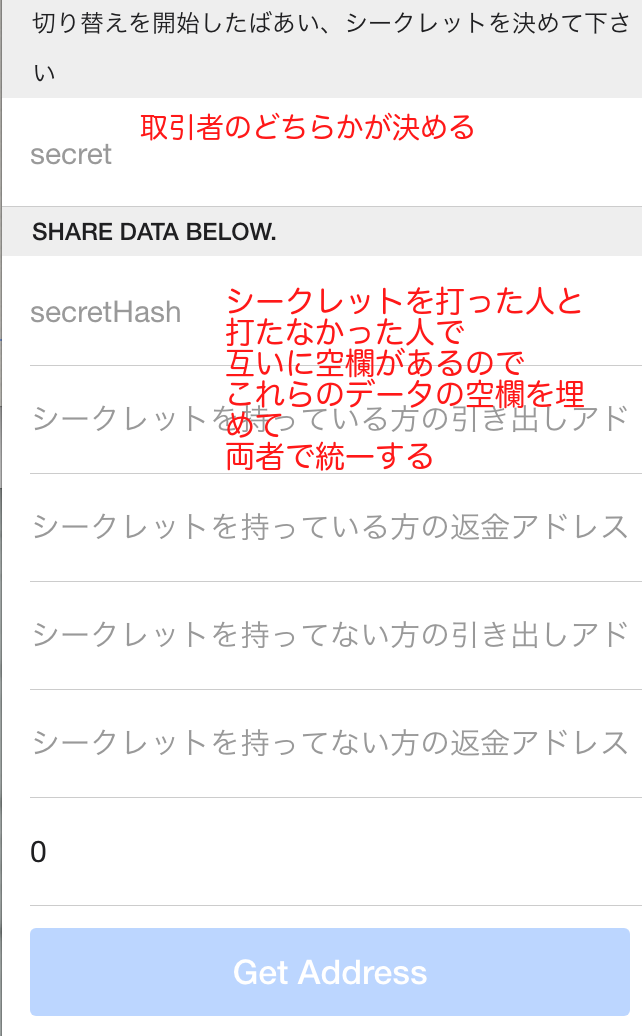 切り替えを開始したばあい、シークレットを決めて下さ
い
取引者のどちらかが決める
secret
SHARE DATA BELOW.
secretHash
シークレットを打った人と
打たなかった人で
互いに空欄があるので
これらのデータの空欄を埋
めて
両者で統一する
シークレットを持っている方の引き出しアド
シークレットを持っている方の返金アドレス
シークレットを持ってない方の引き出しアド
シークレットを持ってない方の返金アドレス
0
Get Address